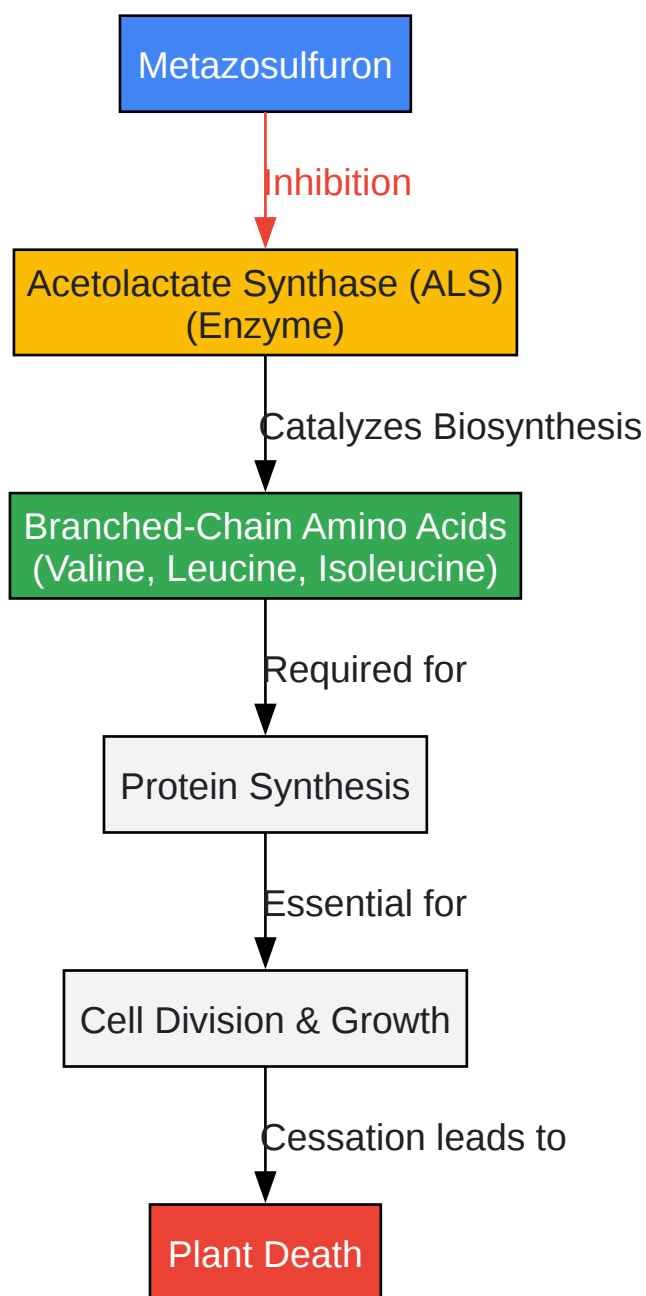 Metazosulfuron
Inhibition
Acetolactate Synthase (ALS)
(Enzyme)
Catalyzes Biosynthesis
Branched-Chain Amino Acids
(Valine, Leucine, Isoleucine)
Required for
Protein Synthesis
Essential for
Cell Division & Growth
Cessation leads to
Plant Death